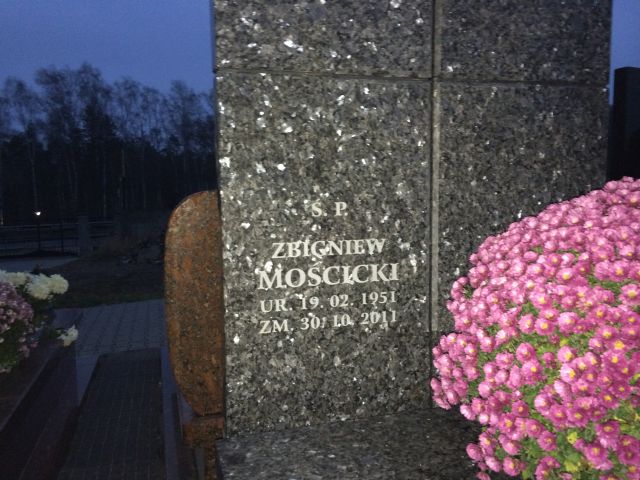 Ś. P.
ZBIGNIEW
MOŚCICKI
UR. 19. 02. 1951
ZM. 30. 10. 2011